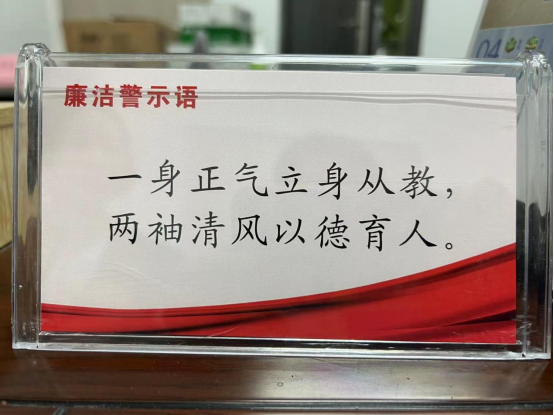 廉洁警示语
一身正气立身从教，
两袖清风以德育人。
04